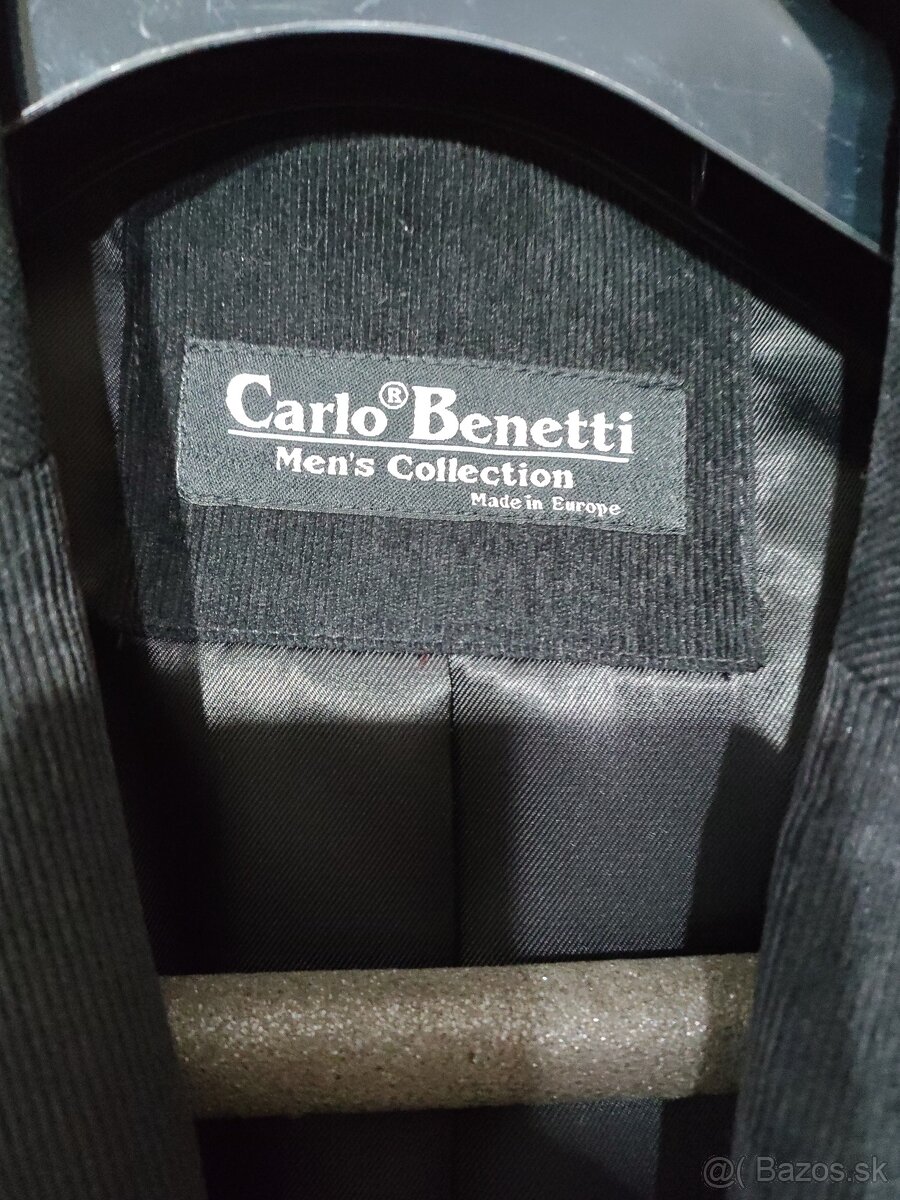 Carlo® Benetti
Men's Collection
Made in Europe
@( Bazos.sk